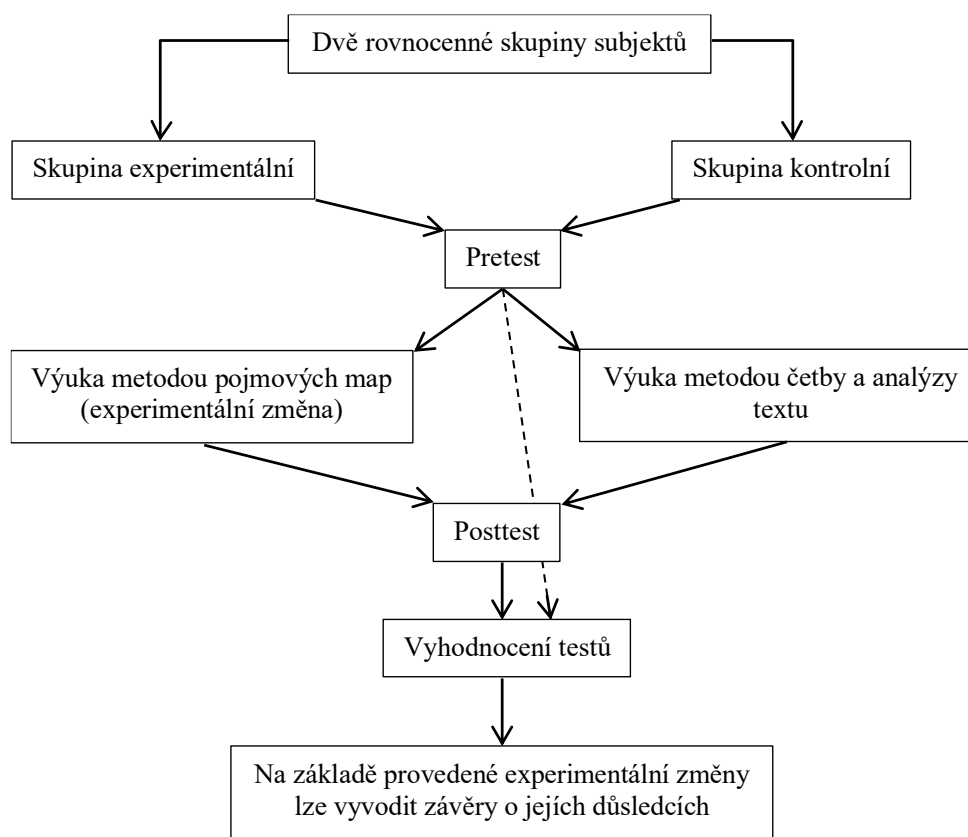 Dvě rovnocenné skupiny subjektů
Skupina experimentální
Skupina kontrolní
Pretest
Výuka metodou pojmových map
(experimentální změna)
Výuka metodou četby a analýzy
textu
Posttest
Vyhodnocení testů
Na základě provedené experimentální změny
lze vyvodit závěry o jejích důsledcích